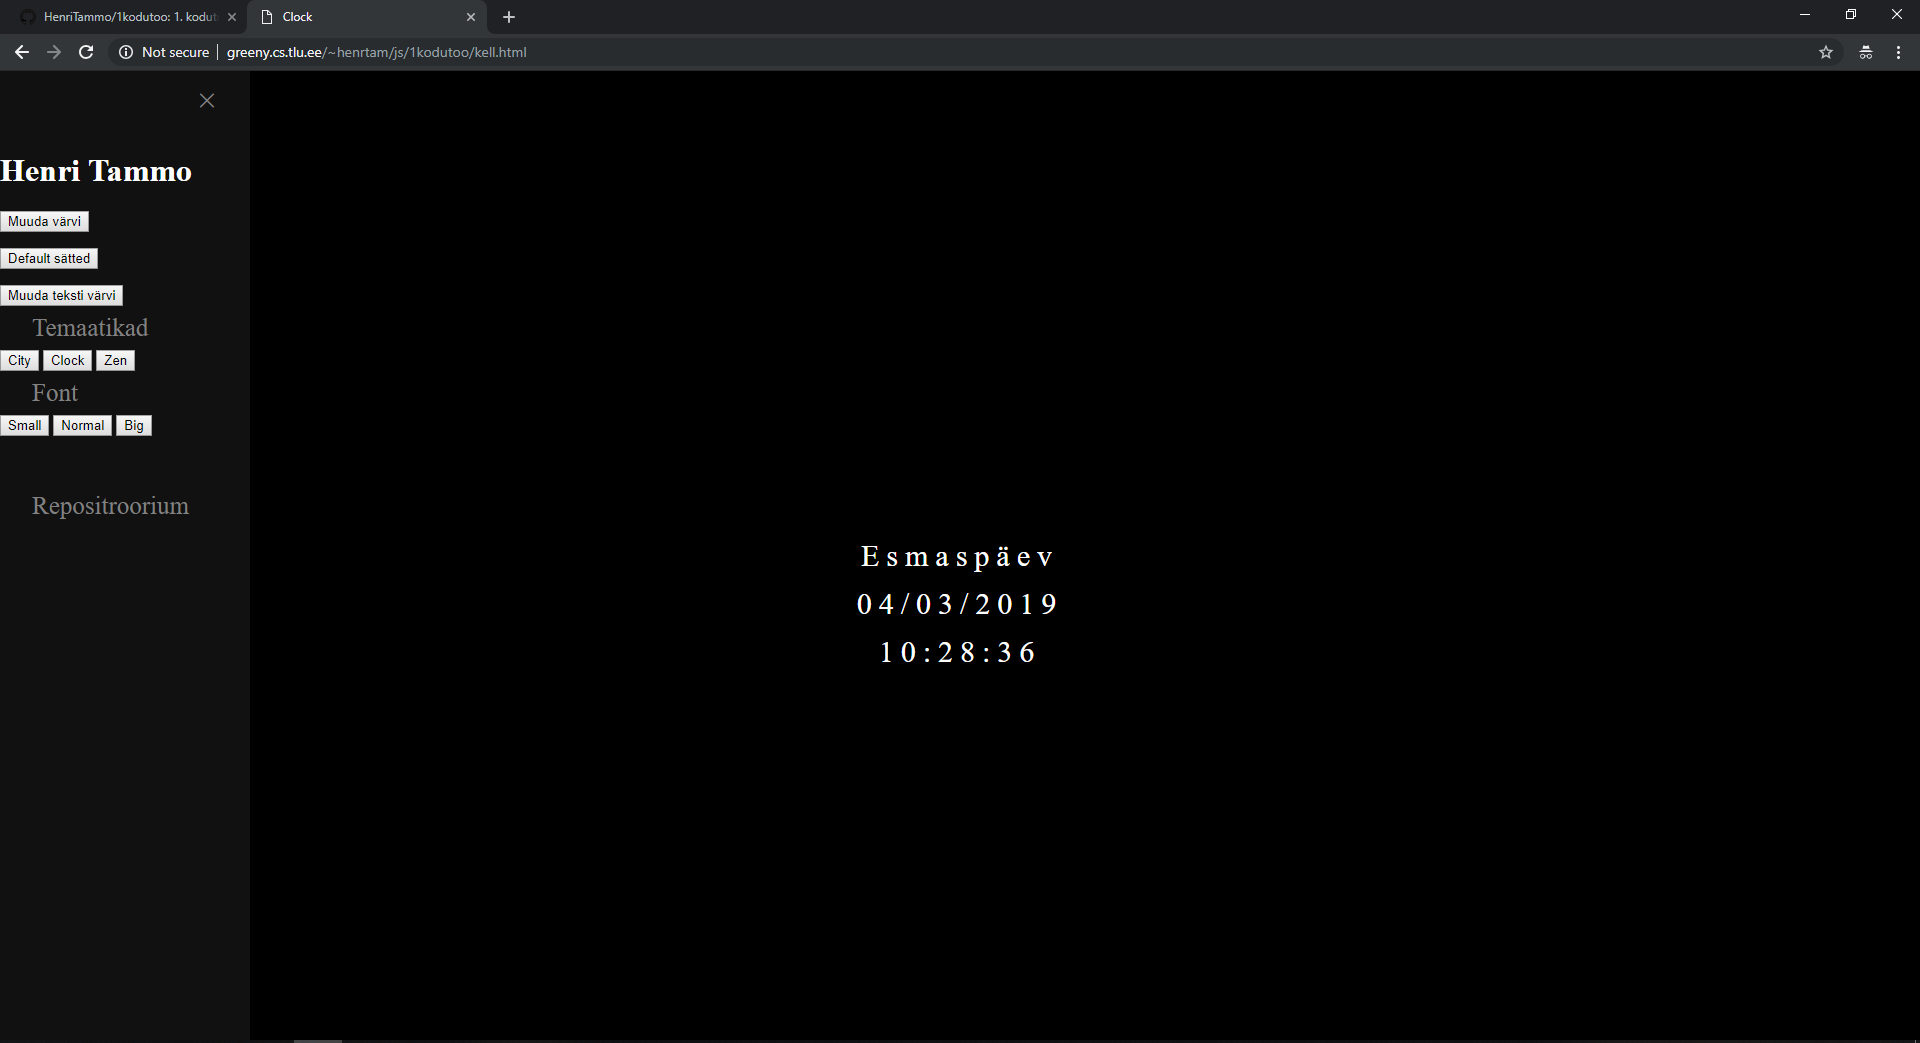 HenriTammo/1kodutoo: 1. kodut
Clock
Not secure
greeny.cs.tlu.ee/~henrtam/js/1kodutoo/kell.html
Henri Tammo
Muuda värvi
Default sätted
Muuda teksti värvi
Temaatikad
City Clock Zen
Font
Small Normal Big
Repositroorium
Esmaspäev
04/03/2019
10:28:36